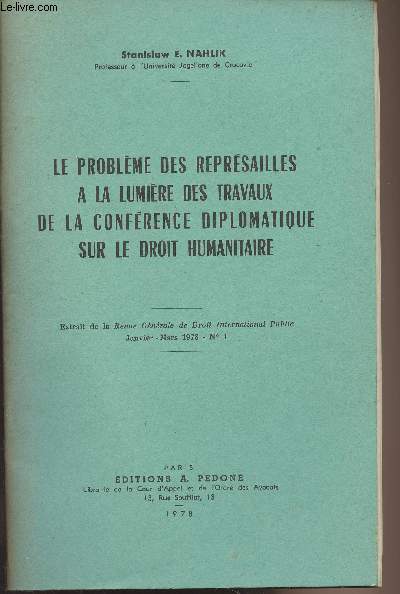 Stanislaw E. NAHLIK
Professeur à l'Université Jagellone de Cracovie
LE PROBLÈME DES REPRÉSAILLES
A LA LUMIÈRE DES TRAVAUX
DE LA CONFÉRENCE DIPLOMATIQUE
SUR LE DROIT HUMANITAIRE
Extrait de la Revue Générale de Droit International Public
Janvier - Mars 1978 - N° 1
PARIS
EDITIONS A. PEDONE
Librairie de la Cour d'Appel et de l'Ordre des Avocats
13, Rue Soufflot, 13
1978
© le-livre